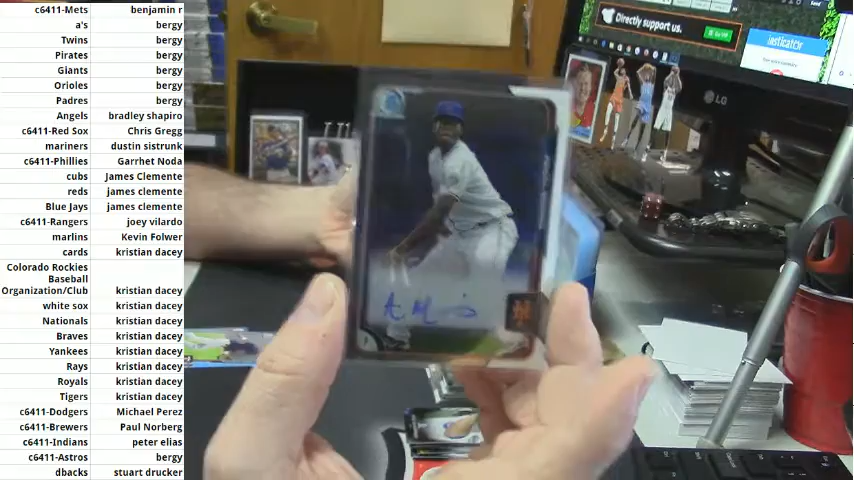 c6411-Mets benjamin r
a's bergy
Twins bergy
Pirates bergy
Giants bergy
Orioles bergy
Padres bergy
Angels bradley shapiro
c6411-Red Sox Chris Gregg
mariners dustin sistrunk
c6411-Phillies Garrhet Noda
cubs James Clemente
reds james clemente
Blue Jays james clemente
c6411-Rangers joey vilardo
marlins Kevin Folwer
cards kristian dacey
Colorado Rockies
Baseball
Organization/Club kristian dacey
white sox kristian dacey
Nationals kristian dacey
Braves kristian dacey
Yankees kristian dacey
Rays kristian dacey
Royals kristian dacey
Tigers kristian dacey
c6411-Dodgers Michael Perez
c6411-Brewers Paul Norberg
c6411-Indians peter elias
c6411-Astros bergy
dbacks stuart drucker
Directly support us.
LG